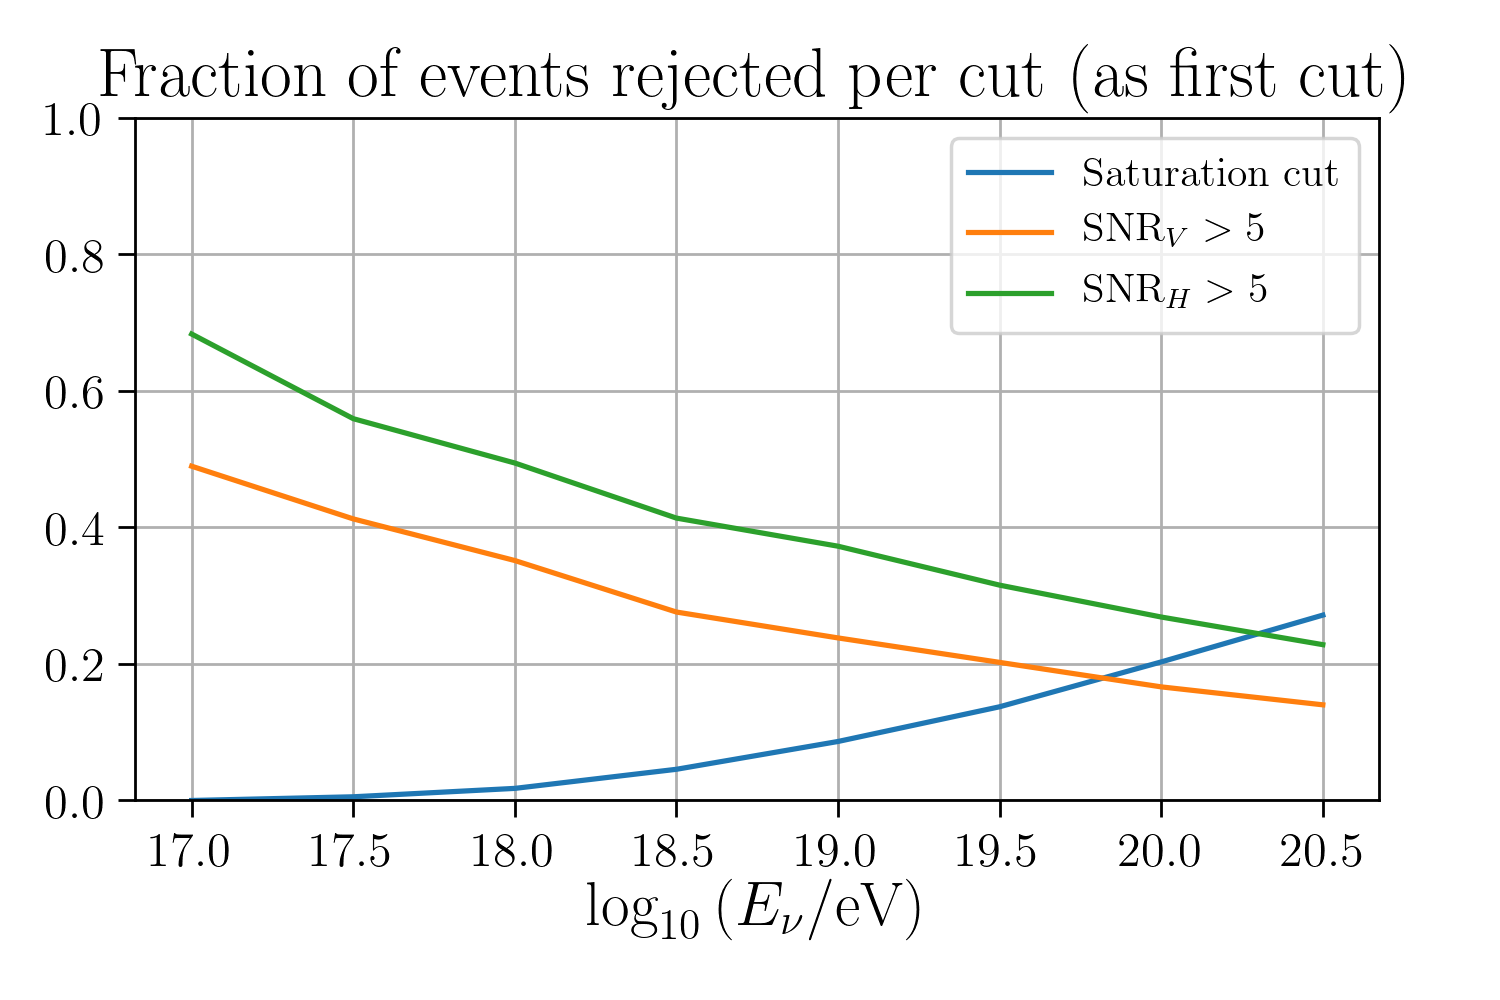 Fraction of events rejected per cut (as first cut)
1.0
0.8
0.6
0.4
0.2
0.0
Saturation cut
SNR_V > 5
SNR_H > 5
17.0 17.5 18.0 18.5 19.0 19.5 20.0 20.5
log₁₀ (E_ν/eV)